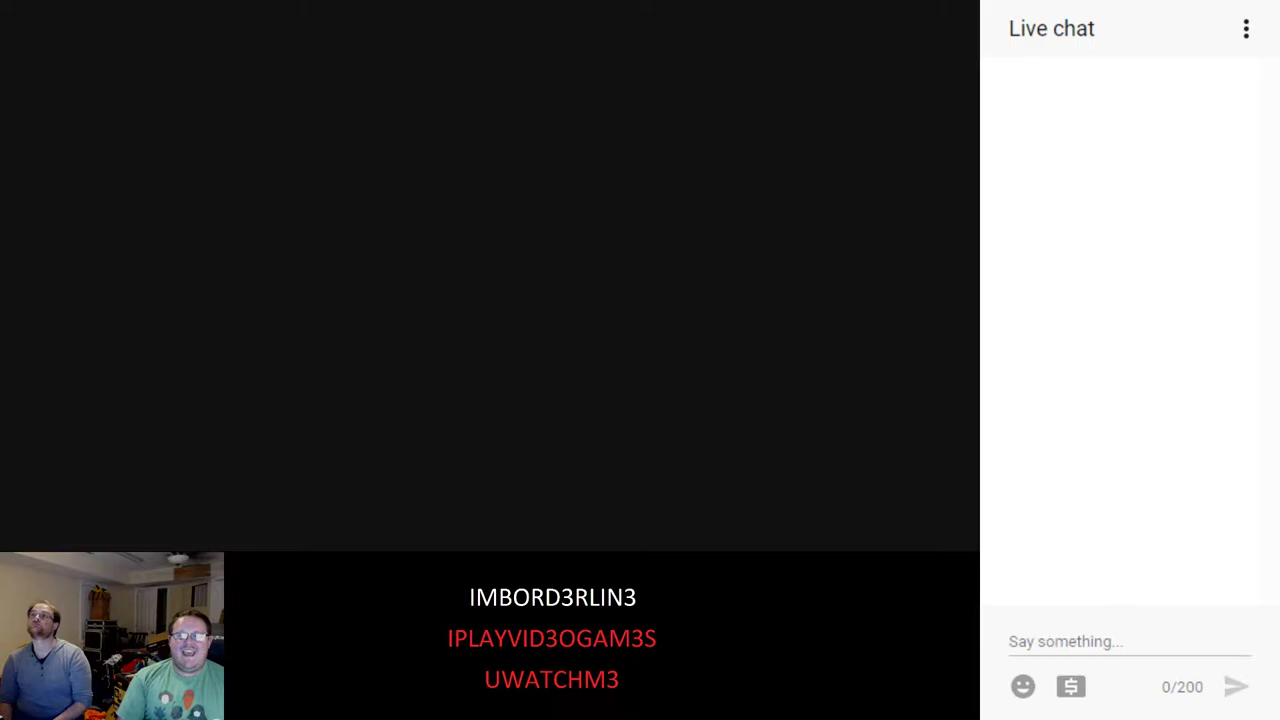 Live chat
IMBORD3RLIN3
IPLAYVID3OGAM3S
UWATCHM3
Say something...
0/200